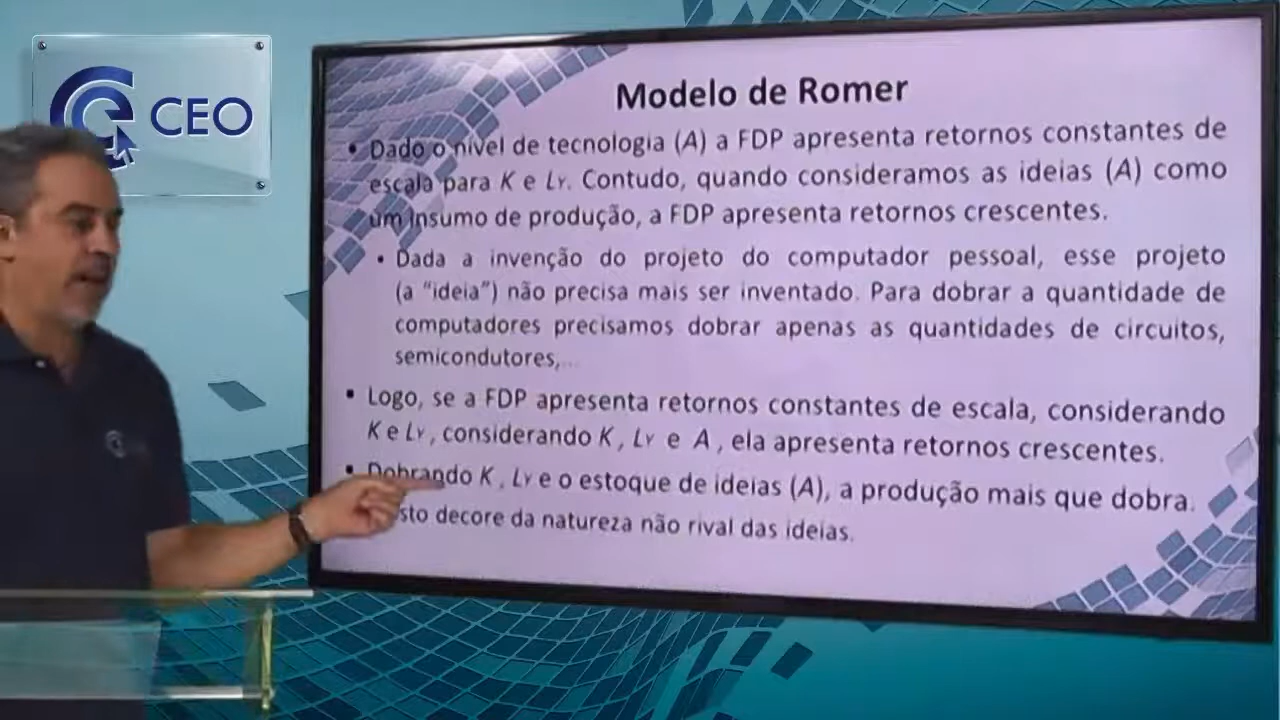 CEO
Modelo de Romer
• Dado o nível de tecnologia (A) a FDP apresenta retornos constantes de
escala para K e LY. Contudo, quando consideramos as ideias (A) como
um insumo de produção, a FDP apresenta retornos crescentes.
• Dada a invenção do projeto do computador pessoal, esse projeto
(a “ideia”) não precisa mais ser inventado. Para dobrar a quantidade de
computadores precisamos dobrar apenas as quantidades de circuitos,
semicondutores,...
• Logo, se a FDP apresenta retornos constantes de escala, considerando
K e LY, considerando K, LY e A, ela apresenta retornos crescentes.
• Dobrando K, LY e o estoque de ideias (A), a produção mais que dobra.
sto decore da natureza não rival das ideias.